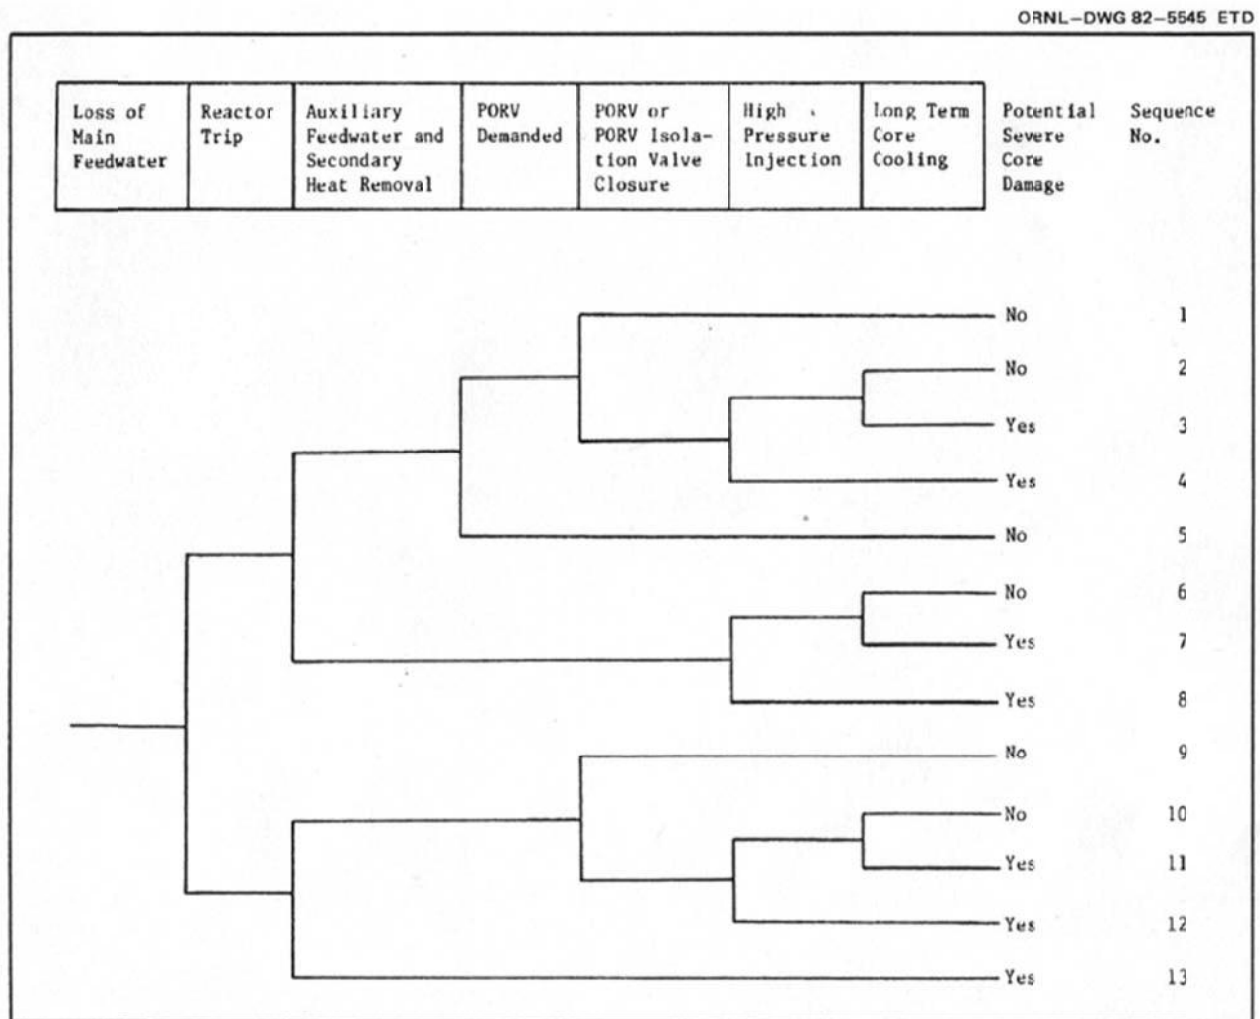 ORNL–DWG 82–5545 ETD
Loss of Main Feedwater
Reactor Trip
Auxiliary Feedwater and Secondary Heat Removal
PORV Demanded
PORV or PORV Isola- tion Valve Closure
High Pressure Injection
Long Term Core Cooling
Potential Severe Core Damage
Sequence No.
No 1
No 2
Yes 3
Yes 4
No 5
No 6
Yes 7
Yes 8
No 9
No 10
Yes 11
Yes 12
Yes 13